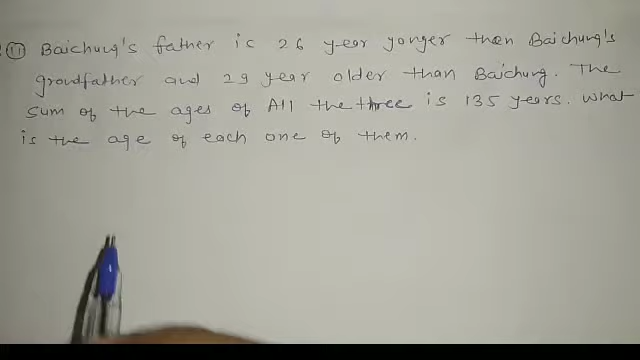 (11) Baichung's father is 26 year yonger than Baichung's
grandfather and 29 year older than Baichung. The
sum of the ages of All the three is 135 years. What
is the age of each one of them.